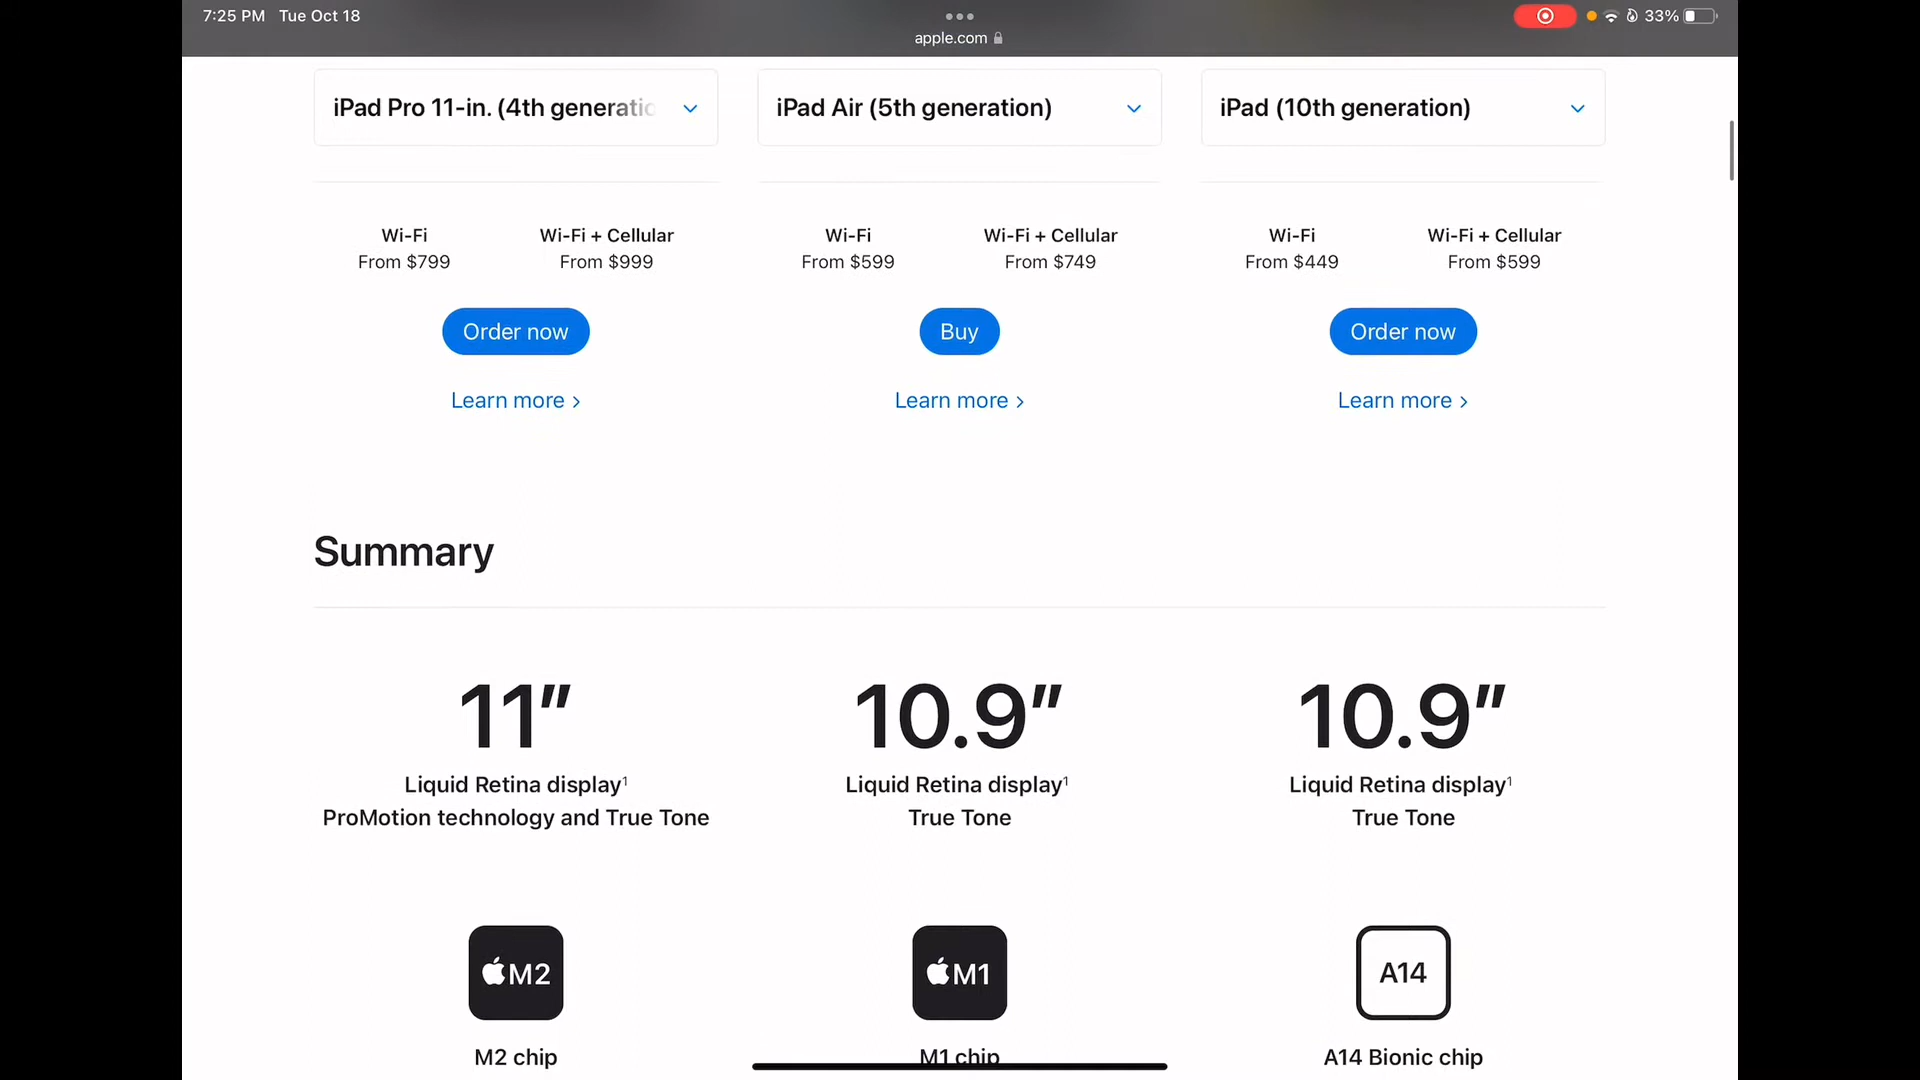 7:25 PM Tue Oct 18
33%
apple.com
iPad Pro 11-in. (4th generatio
iPad Air (5th generation)
iPad (10th generation)
Wi-Fi
From $799
Wi-Fi + Cellular
From $999
Wi-Fi
From $599
Wi-Fi + Cellular
From $749
Wi-Fi
From $449
Wi-Fi + Cellular
From $599
Order now
Buy
Order now
Learn more >
Learn more >
Learn more >
Summary
11″
Liquid Retina display¹
ProMotion technology and True Tone
10.9″
Liquid Retina display¹
True Tone
10.9″
Liquid Retina display¹
True Tone
M2
M1
A14
M2 chip
M1 chip
A14 Bionic chip